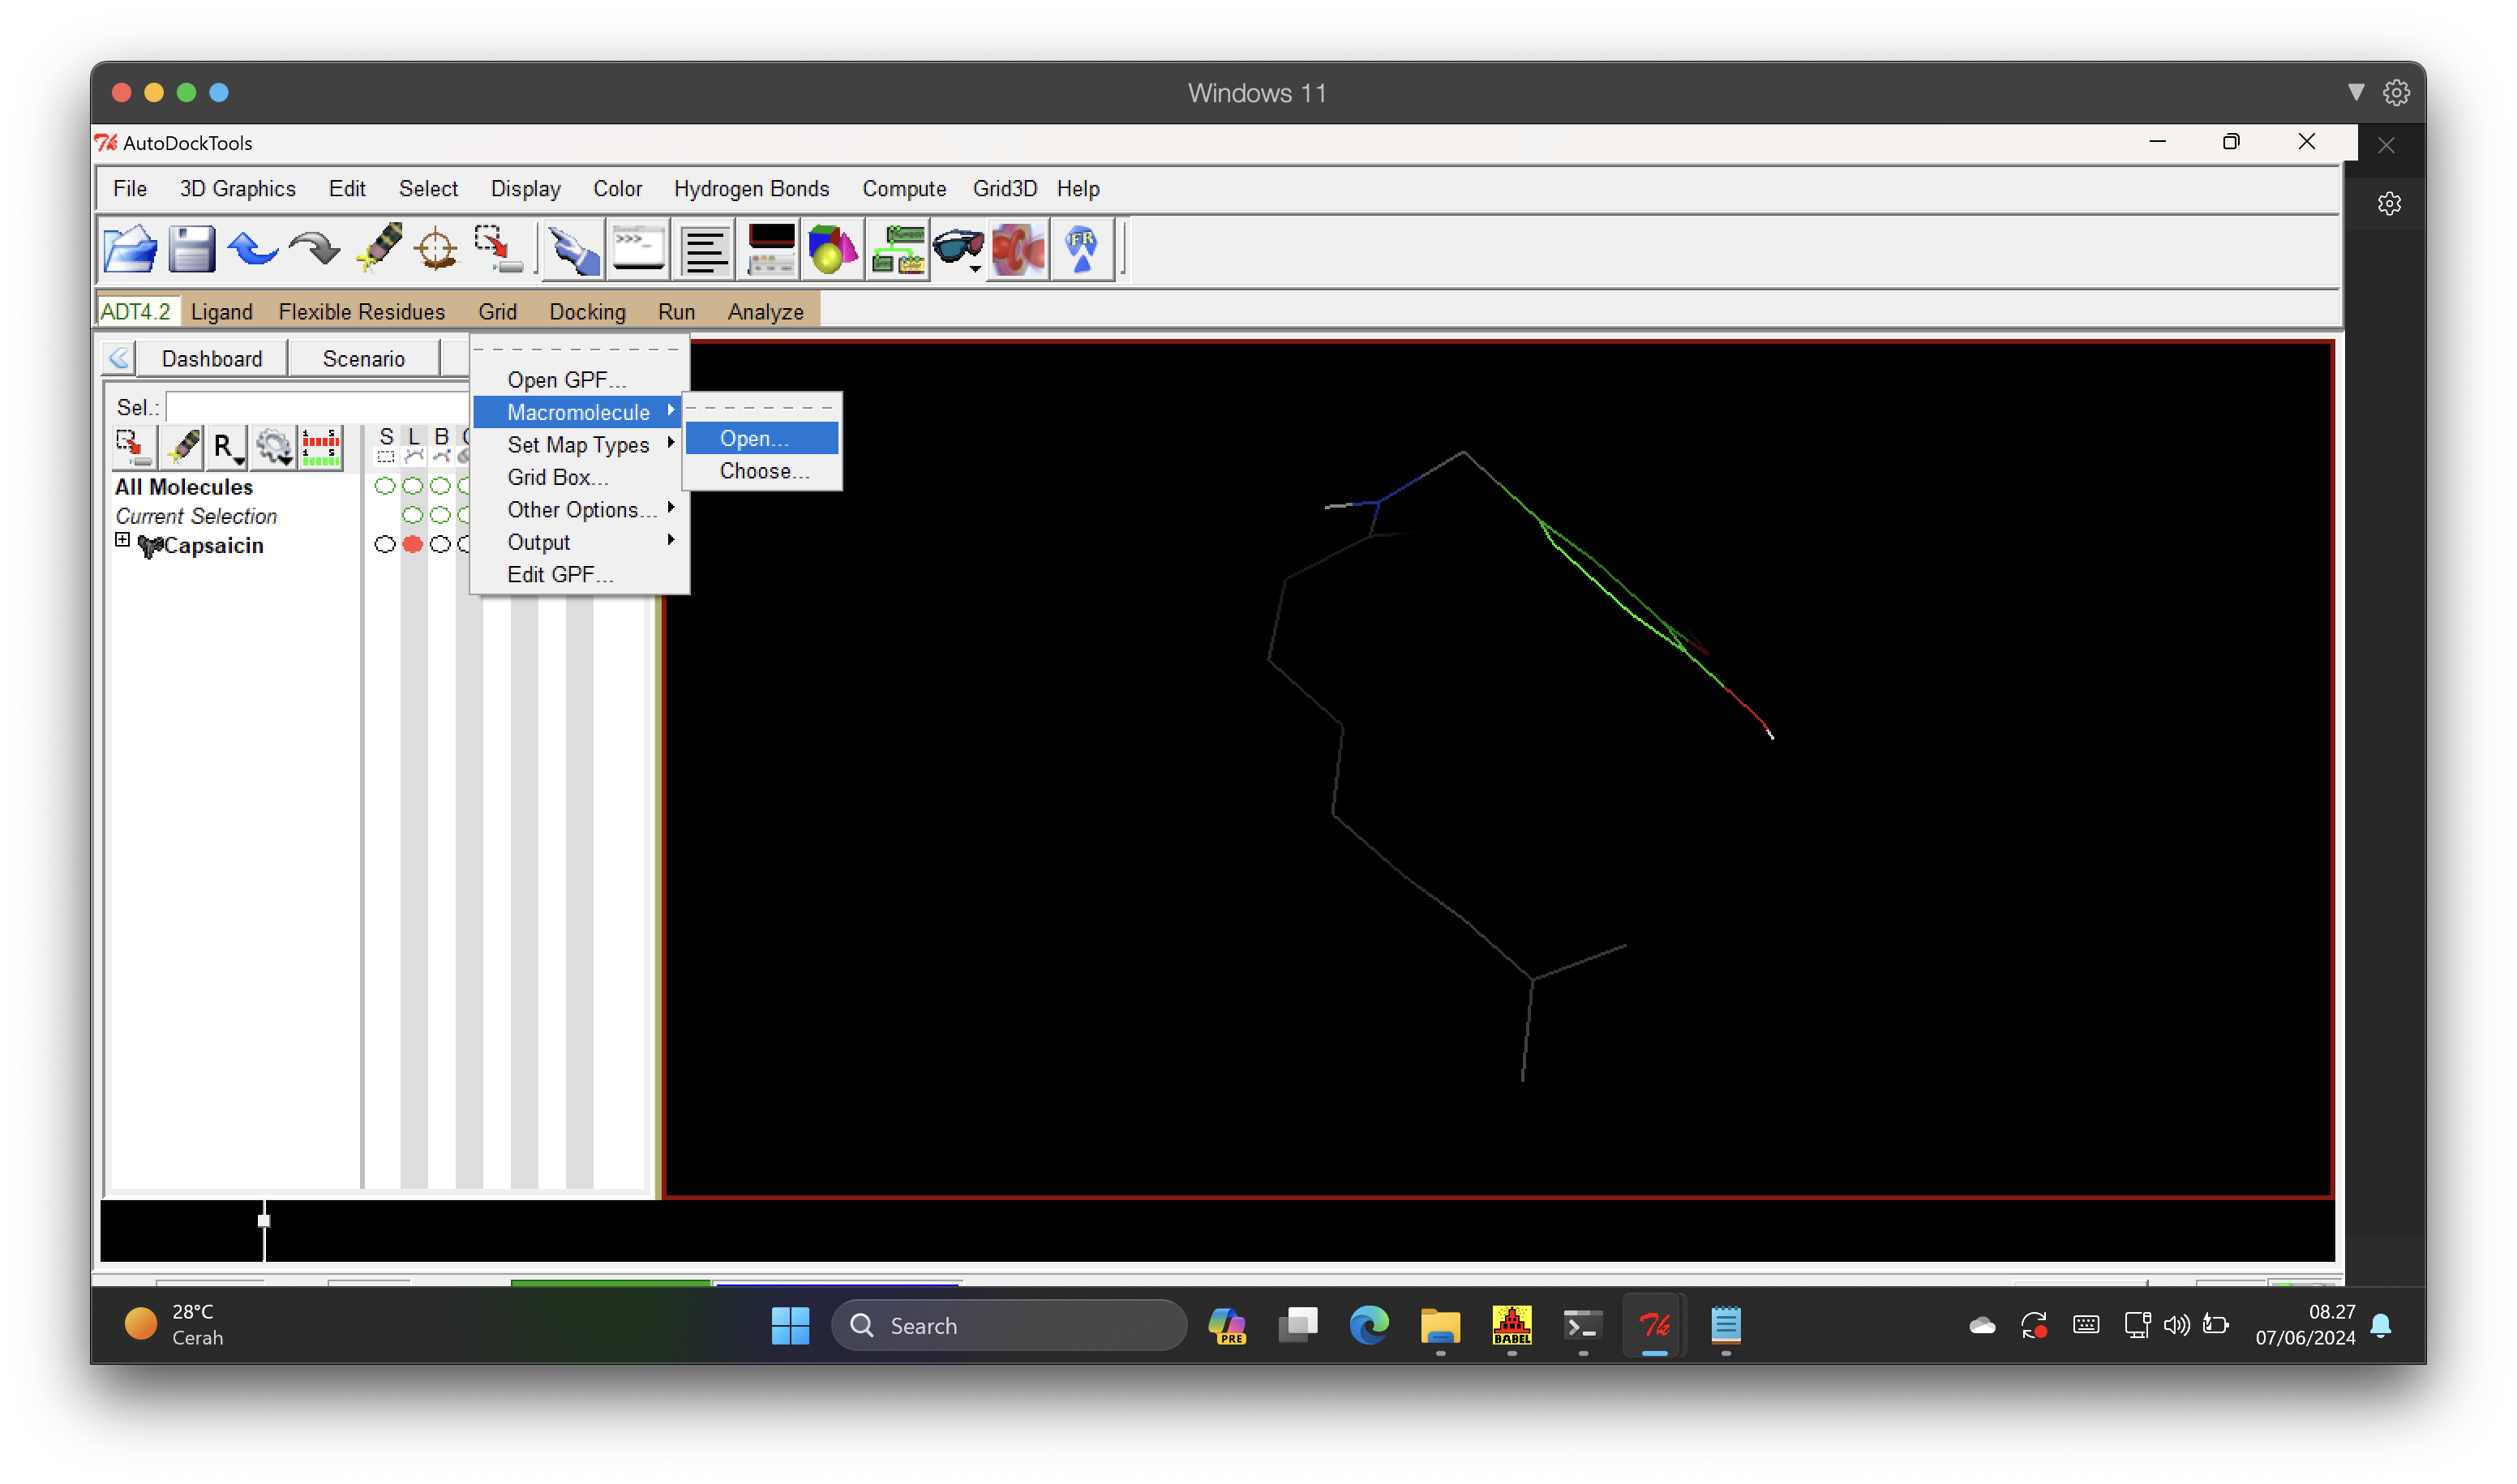 Windows 11
AutoDockTools
File 3D Graphics Edit Select Display Color Hydrogen Bonds Compute Grid3D Help
>>>_
FR
ADT4.2 Ligand Flexible Residues Grid Docking Run Analyze
Dashboard Scenario
Open GPF...
Macromolecule
Set Map Types
Grid Box...
Other Options...
Output
Edit GPF...
Open...
Choose...
Sel.:
R
S L B
All Molecules
Current Selection
Capsaicin
28°C
Cerah
Search
PRE
BABEL
08.27
07/06/2024